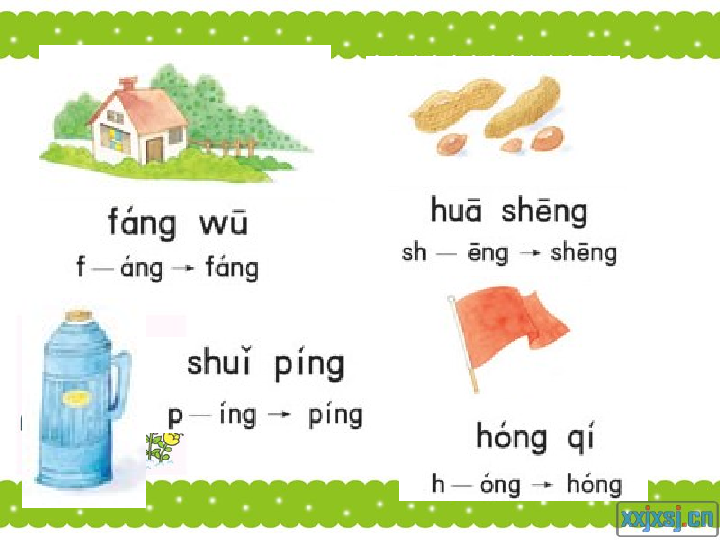 fáng wū
f — áng → fáng
huā shēng
sh — ēng → shēng
shuǐ píng
p — íng → píng
hóng qí
h — óng → hóng
xxjxsj.cn